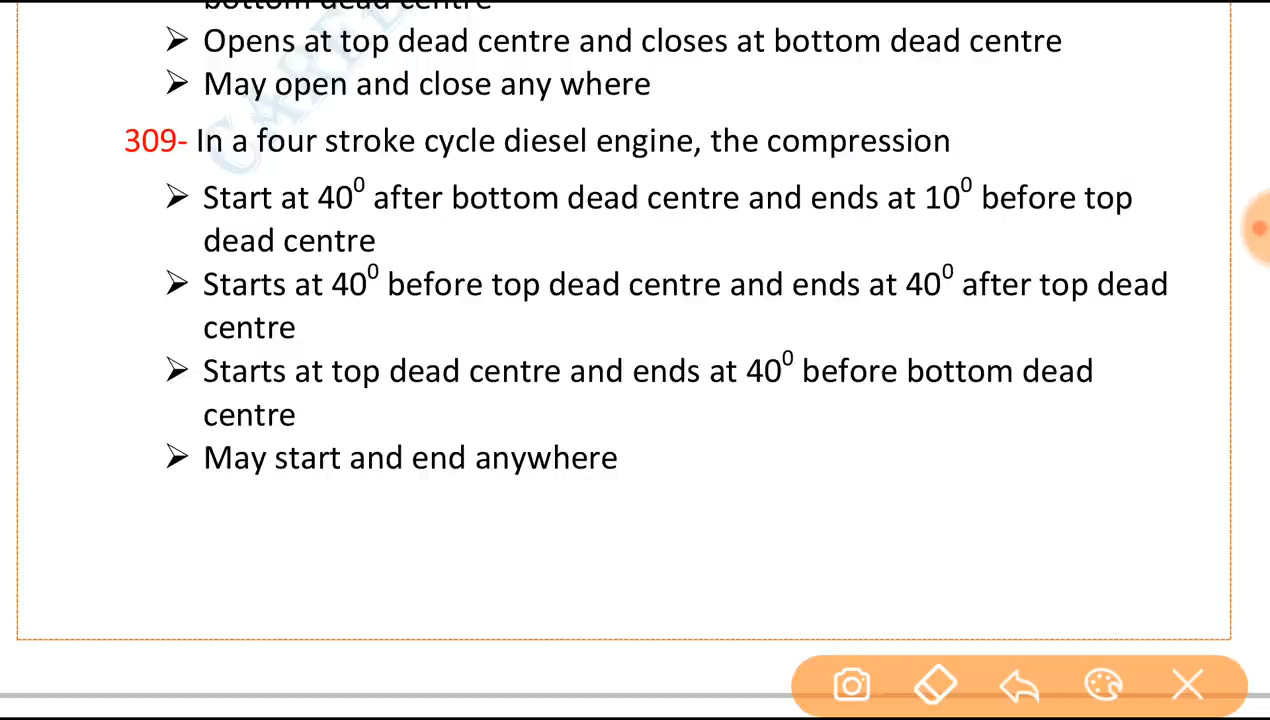 bottom dead centre
➢ Opens at top dead centre and closes at bottom dead centre
➢ May open and close any where
309- In a four stroke cycle diesel engine, the compression
➢ Start at 40⁰ after bottom dead centre and ends at 10⁰ before top
dead centre
➢ Starts at 40⁰ before top dead centre and ends at 40⁰ after top dead
centre
➢ Starts at top dead centre and ends at 40⁰ before bottom dead
centre
➢ May start and end anywhere